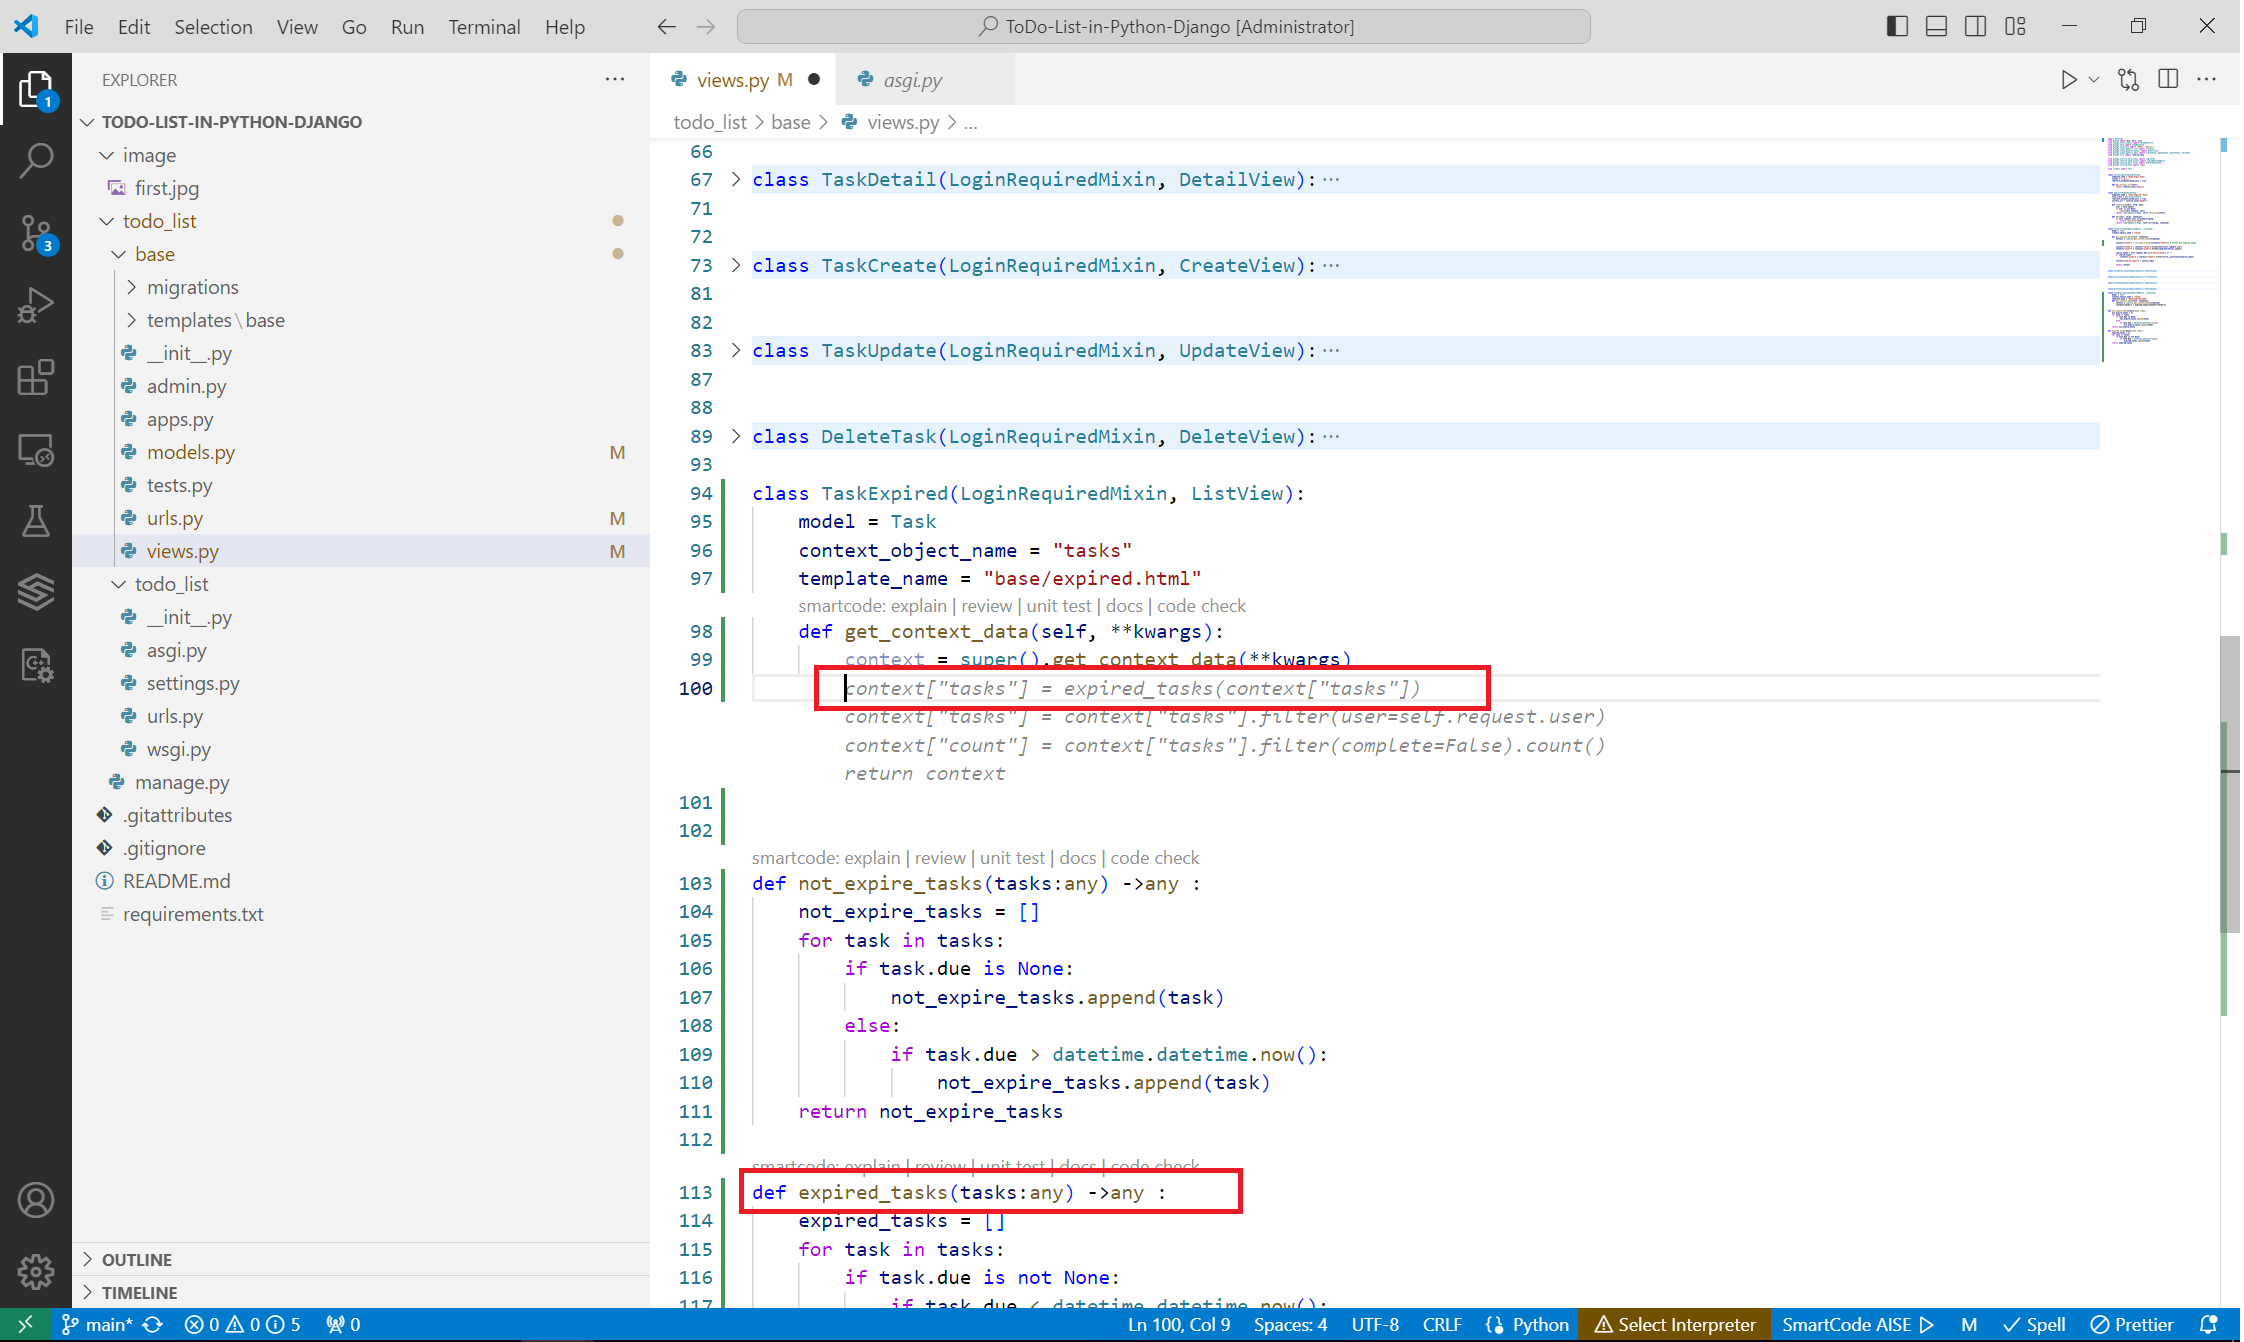 File Edit Selection View Go Run Terminal Help
ToDo-List-in-Python-Django [Administrator]
EXPLORER
TODO-LIST-IN-PYTHON-DJANGO
image
first.jpg
todo_list
base
migrations
templates\base
__init__.py
admin.py
apps.py
models.py M
tests.py
urls.py M
views.py M
todo_list
__init__.py
asgi.py
settings.py
urls.py
wsgi.py
manage.py
.gitattributes
.gitignore
README.md
requirements.txt
OUTLINE
TIMELINE
1
3
views.py M
asgi.py
todo_list > base > views.py > ...
66
67 class TaskDetail(LoginRequiredMixin, DetailView):···
71
72
73 class TaskCreate(LoginRequiredMixin, CreateView):···
81
82
83 class TaskUpdate(LoginRequiredMixin, UpdateView):···
87
88
89 class DeleteTask(LoginRequiredMixin, DeleteView):···
93
94 class TaskExpired(LoginRequiredMixin, ListView):
95 model = Task
96 context_object_name = "tasks"
97 template_name = "base/expired.html"
smartcode: explain | review | unit test | docs | code check
98 def get_context_data(self, **kwargs):
99 context = super().get_context_data(**kwargs)
100 context["tasks"] = expired_tasks(context["tasks"])
context["tasks"] = context["tasks"].filter(user=self.request.user)
context["count"] = context["tasks"].filter(complete=False).count()
return context
101
102
smartcode: explain | review | unit test | docs | code check
103 def not_expire_tasks(tasks:any) ->any :
104 not_expire_tasks = []
105 for task in tasks:
106 if task.due is None:
107 not_expire_tasks.append(task)
108 else:
109 if task.due > datetime.datetime.now():
110 not_expire_tasks.append(task)
111 return not_expire_tasks
112
smartcode: explain | review | unit test | docs | code check
113 def expired_tasks(tasks:any) ->any :
114 expired_tasks = []
115 for task in tasks:
116 if task.due is not None:
117 if task.due < datetime.datetime.now():
main* 0 0 5 0 Ln 100, Col 9 Spaces: 4 UTF-8 CRLF Python Select Interpreter SmartCode AISE M Spell Prettier